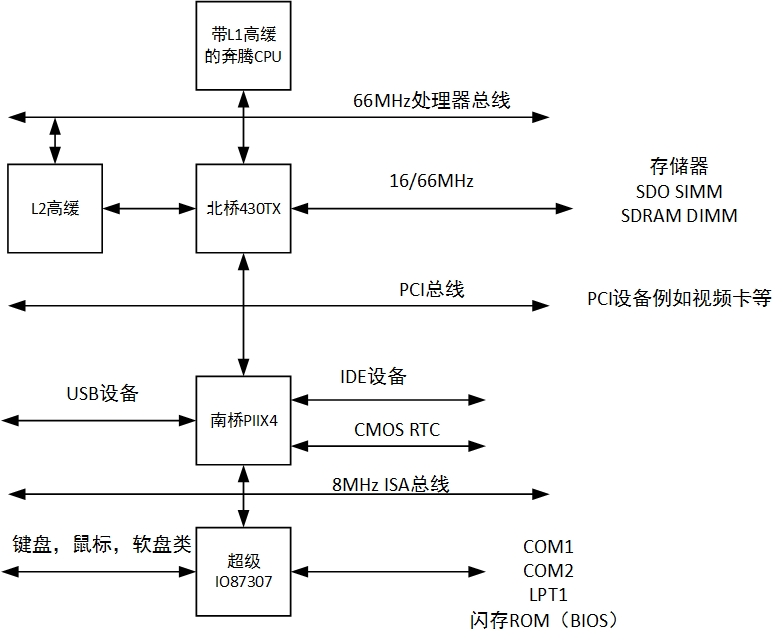 带L1高缓
的奔腾CPU
66MHz处理器总线
L2高缓
北桥430TX
16/66MHz
存储器
SDO SIMM
SDRAM DIMM
PCI总线
PCI设备例如视频卡等
USB设备
南桥PIIX4
IDE设备
CMOS RTC
8MHz ISA总线
键盘，鼠标，软盘类
超级
IO87307
COM1
COM2
LPT1
闪存ROM（BIOS）